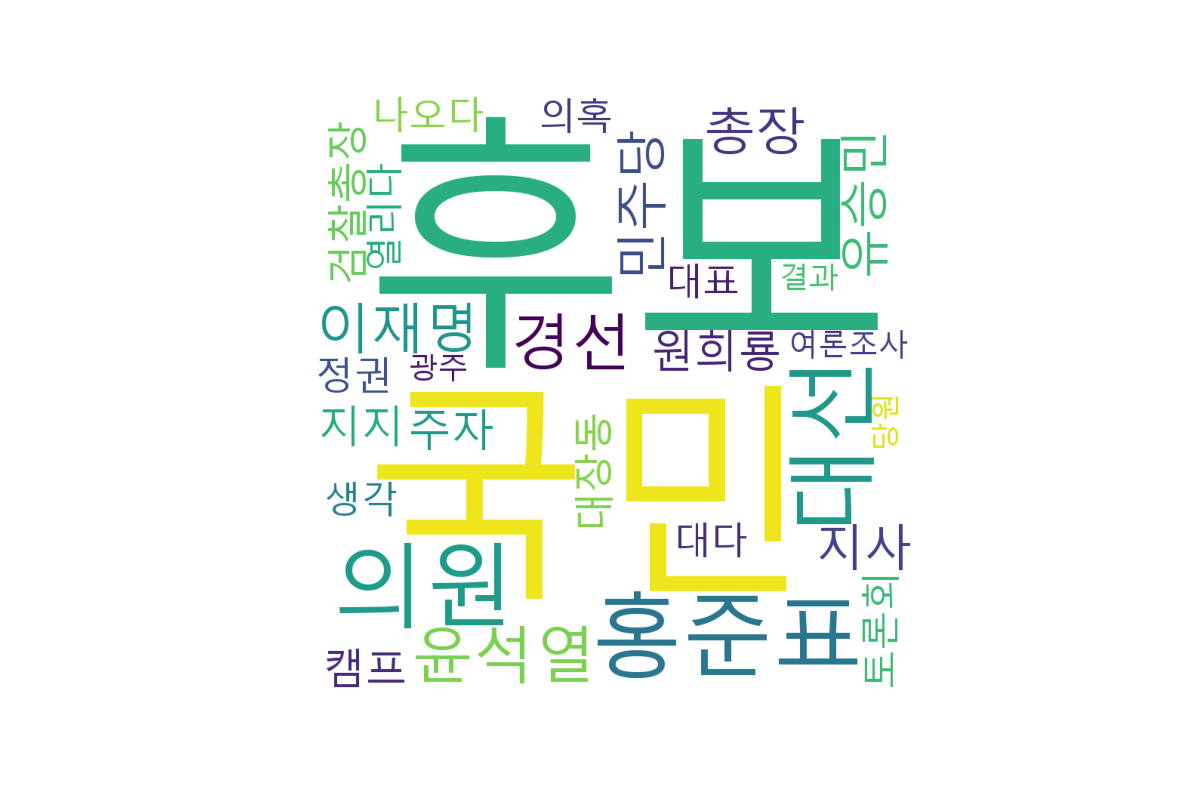 나오다
의혹
총장
후보
검찰총장
열리다
민주당
유승민
대표
결과
이재명
경선
원희룡
여론조사
정권
광주
국민
대선
당원
지지
주자
대장동
생각
대다
지사
의원
홍준표
토론회
캠프
윤석열